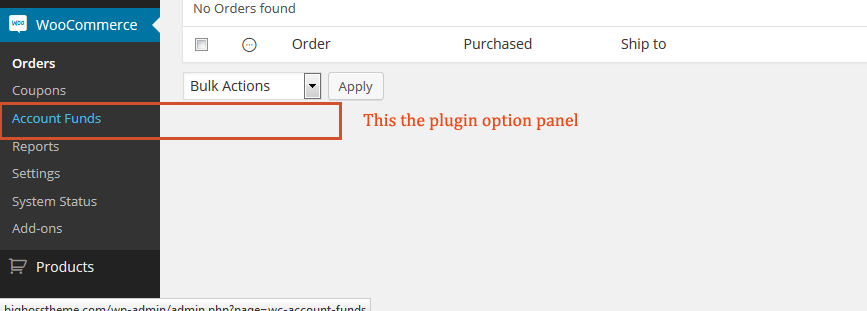 No Orders found
WOO
WooCommerce
Order
Purchased
Ship to
Orders
Bulk Actions
Apply
Coupons
Account Funds
This the plugin option panel
Reports
Settings
System Status
Add-ons
Products
bigbosstheme.com/wp-admin/admin.php?page=wc-account-funds